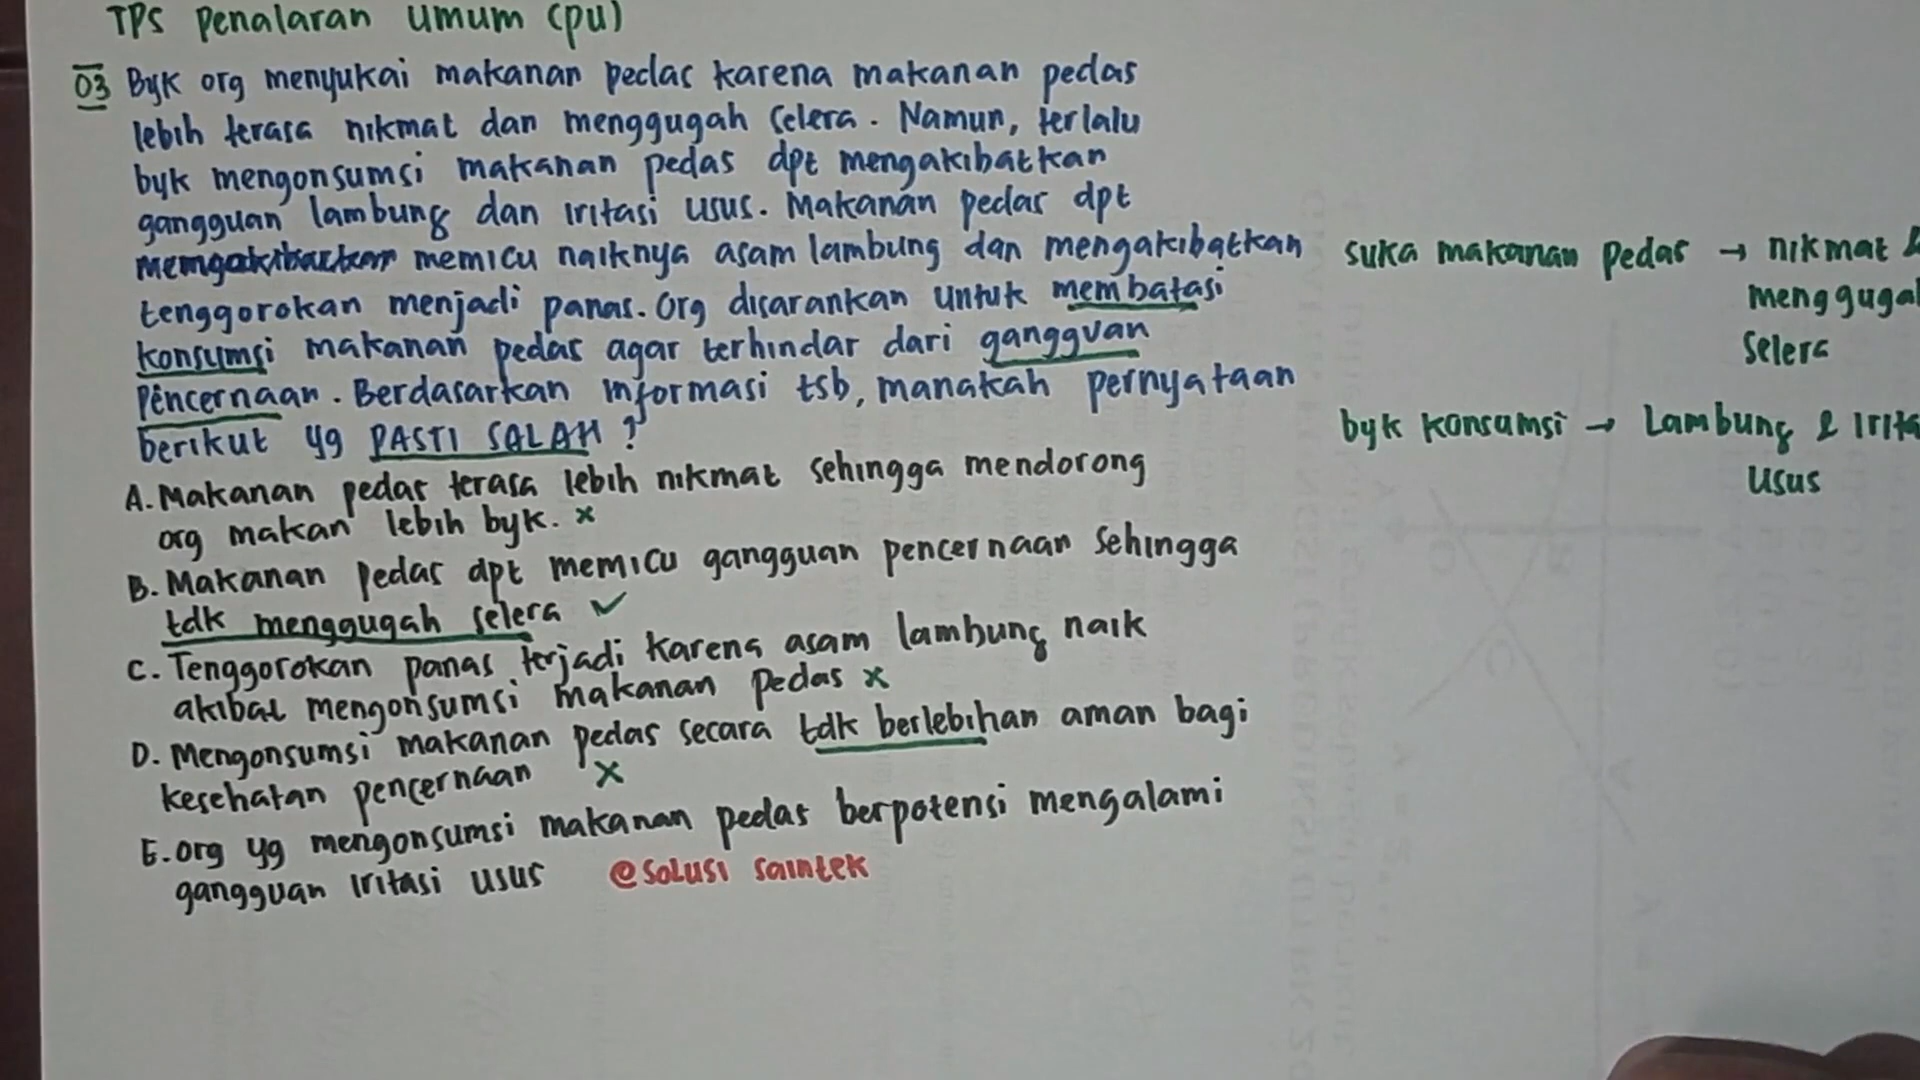 TPS Penalaran Umum (PU)
03 Byk org menyukai makanan pedas karena makanan pedas
lebih terasa nikmat dan menggugah selera. Namun, terlalu
byk mengonsumsi makanan pedas dpt mengakibatkan
gangguan lambung dan iritasi usus. Makanan pedas dpt
mengakibatkan memicu naiknya asam lambung dan mengakibatkan
tenggorokan menjadi panas. Org disarankan untuk membatasi
konsumsi makanan pedas agar terhindar dari gangguan
pencernaan. Berdasarkan informasi tsb, manakah pernyataan
berikut yg PASTI SALAH?
A. Makanan pedas terasa lebih nikmat sehingga mendorong
org makan lebih byk. x
B. Makanan pedas dpt memicu gangguan pencernaan sehingga
tdk menggugah selera ✓
C. Tenggorokan panas terjadi karena asam lambung naik
akibat mengonsumsi makanan pedas x
D. Mengonsumsi makanan pedas secara tdk berlebihan aman bagi
kesehatan pencernaan x
E. org yg mengonsumsi makanan pedas berpotensi mengalami
gangguan iritasi usus @solusi saintek
suka makanan pedas → nikmat &
menggugah
selera
byk konsumsi → Lambung & irita
usus